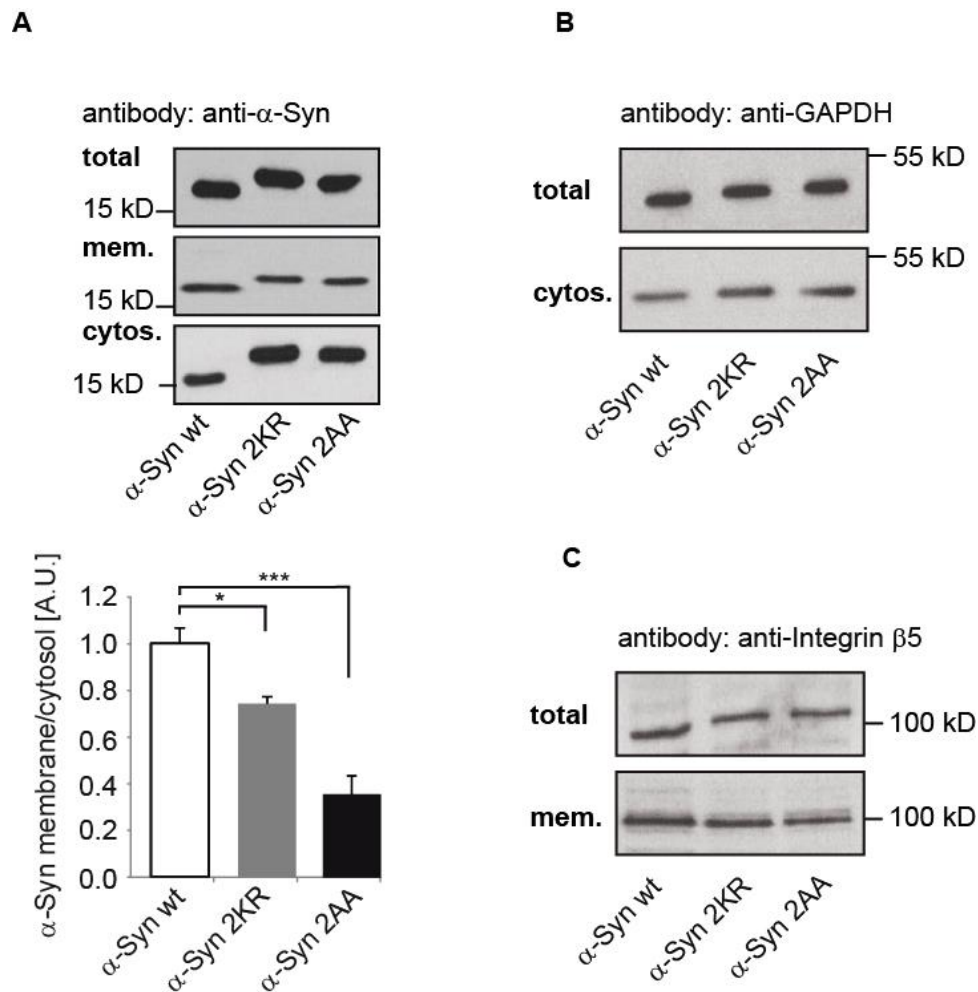 A
antibody: anti-α-Syn
total
15 kD
mem.
15 kD
cytos.
15 kD
α-Syn wt
α-Syn 2KR
α-Syn 2AA
α-Syn membrane/cytosol [A.U.]
1.2
1.0
0.8
0.6
0.4
0.2
0.0
*
***
α-Syn wt
α-Syn 2KR
α-Syn 2AA
B
antibody: anti-GAPDH
total
55 kD
cytos.
55 kD
α-Syn wt
α-Syn 2KR
α-Syn 2AA
C
antibody: anti-Integrin β5
total
100 kD
mem.
100 kD
α-Syn wt
α-Syn 2KR
α-Syn 2AA